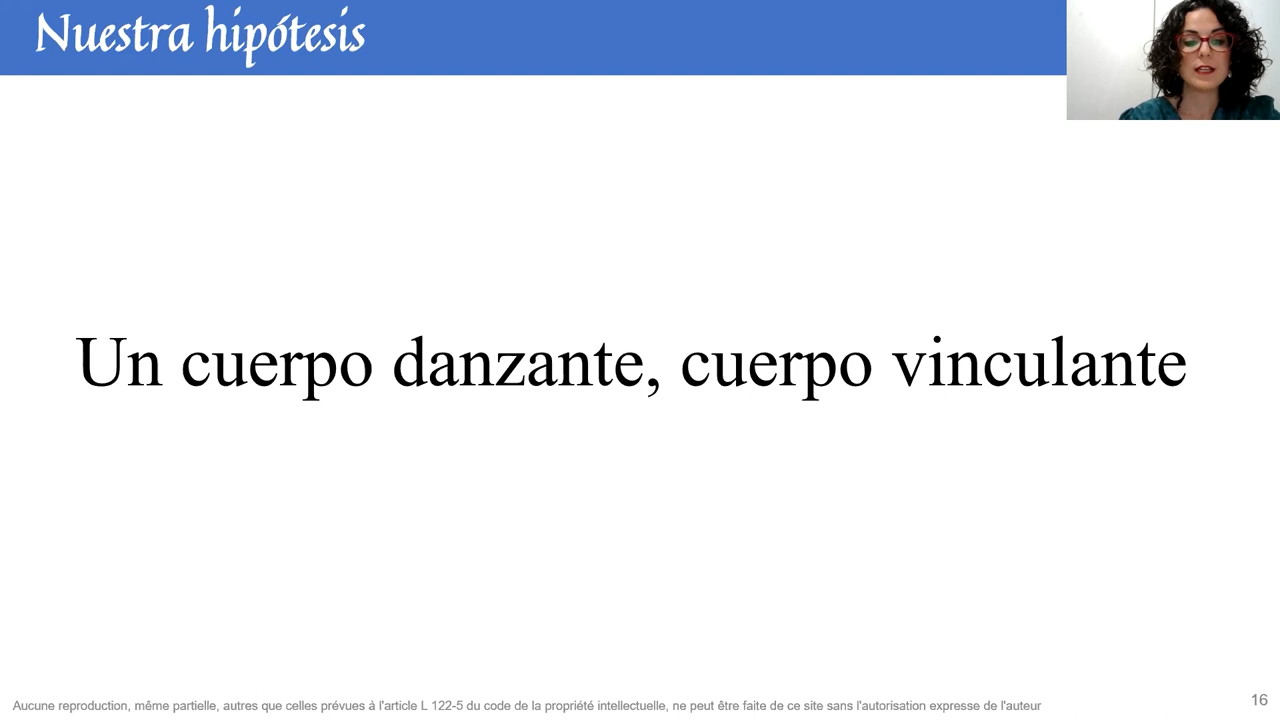 Nuestra hipótesis
Un cuerpo danzante, cuerpo vinculante
Aucune reproduction, même partielle, autres que celles prévues à l'article L 122-5 du code de la propriété intellectuelle, ne peut être faite de ce site sans l'autorisation expresse de l'auteur
16